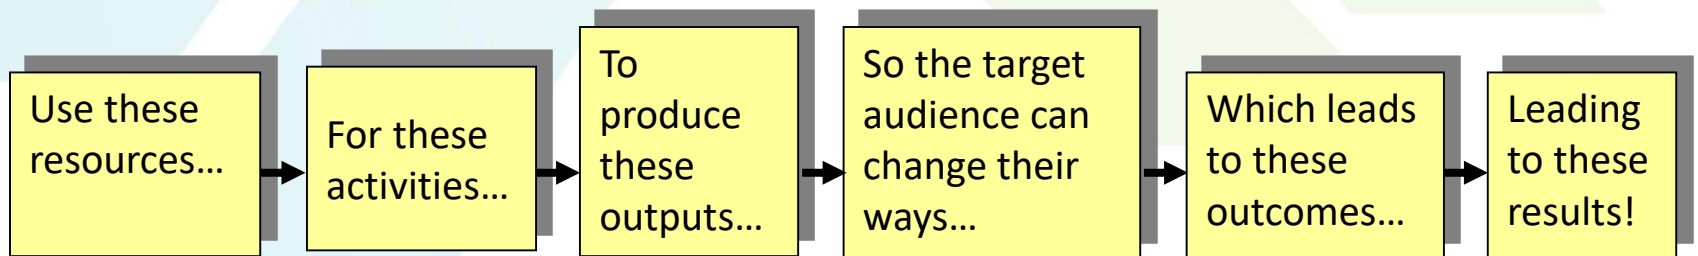 Use these
resources…
For these
activities…
To
produce
these
outputs…
So the target
audience can
change their
ways…
Which leads
to these
outcomes…
Leading
to these
results!